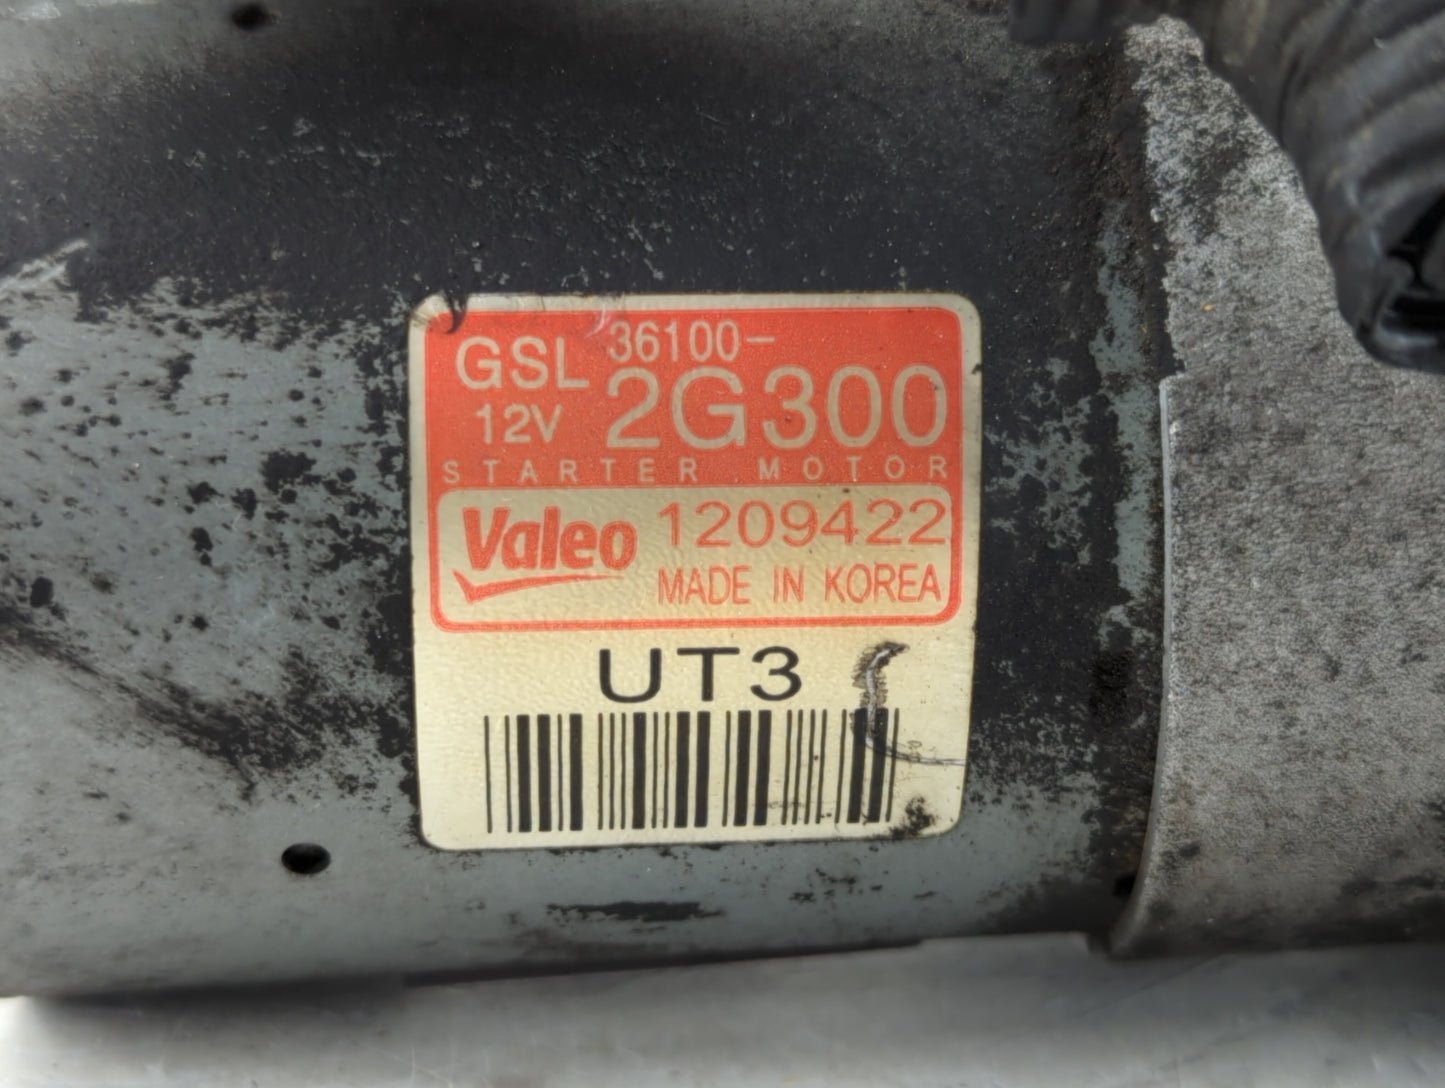 GSL 36100-
12V 2G300
STARTER MOTOR
Valeo 1209422
MADE IN KOREA
UT3